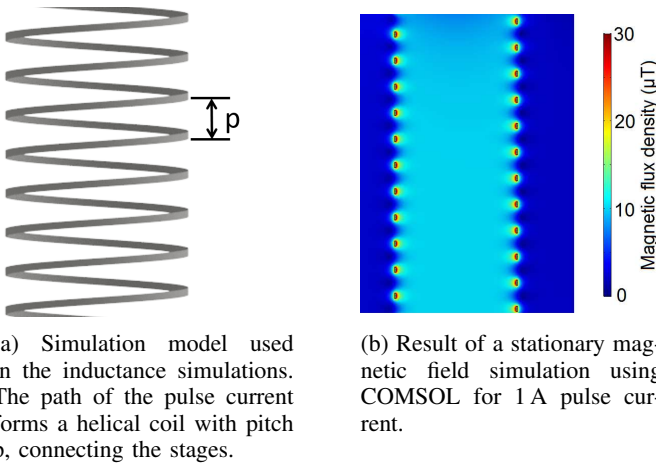 p
30
20
10
0
Magnetic flux density (µT)
a) Simulation model used
n the inductance simulations.
The path of the pulse current
forms a helical coil with pitch
p, connecting the stages.
(b) Result of a stationary mag-
netic field simulation using
COMSOL for 1 A pulse cur-
rent.